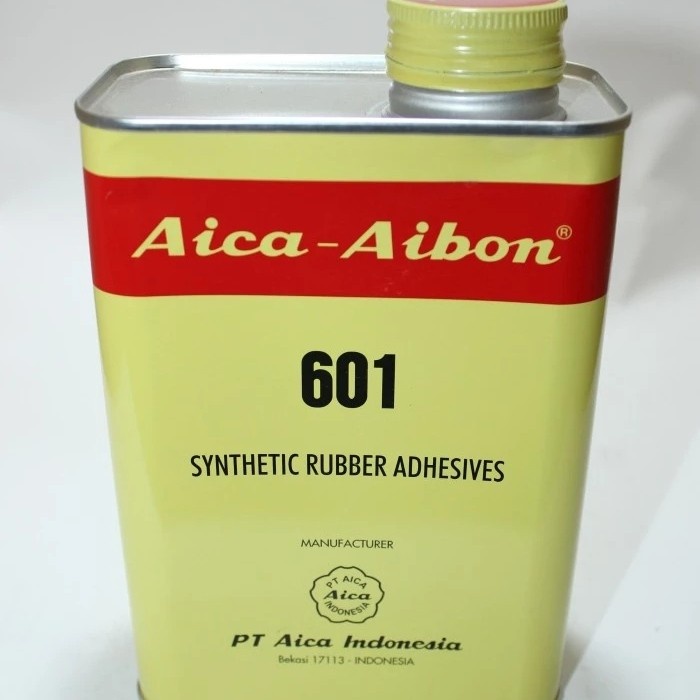 Aica-Aibon®
601
SYNTHETIC RUBBER ADHESIVES
MANUFACTURER
PT AICA
Aica
INDONESIA
PT Aica Indonesia
Bekasi 17113 - INDONESIA